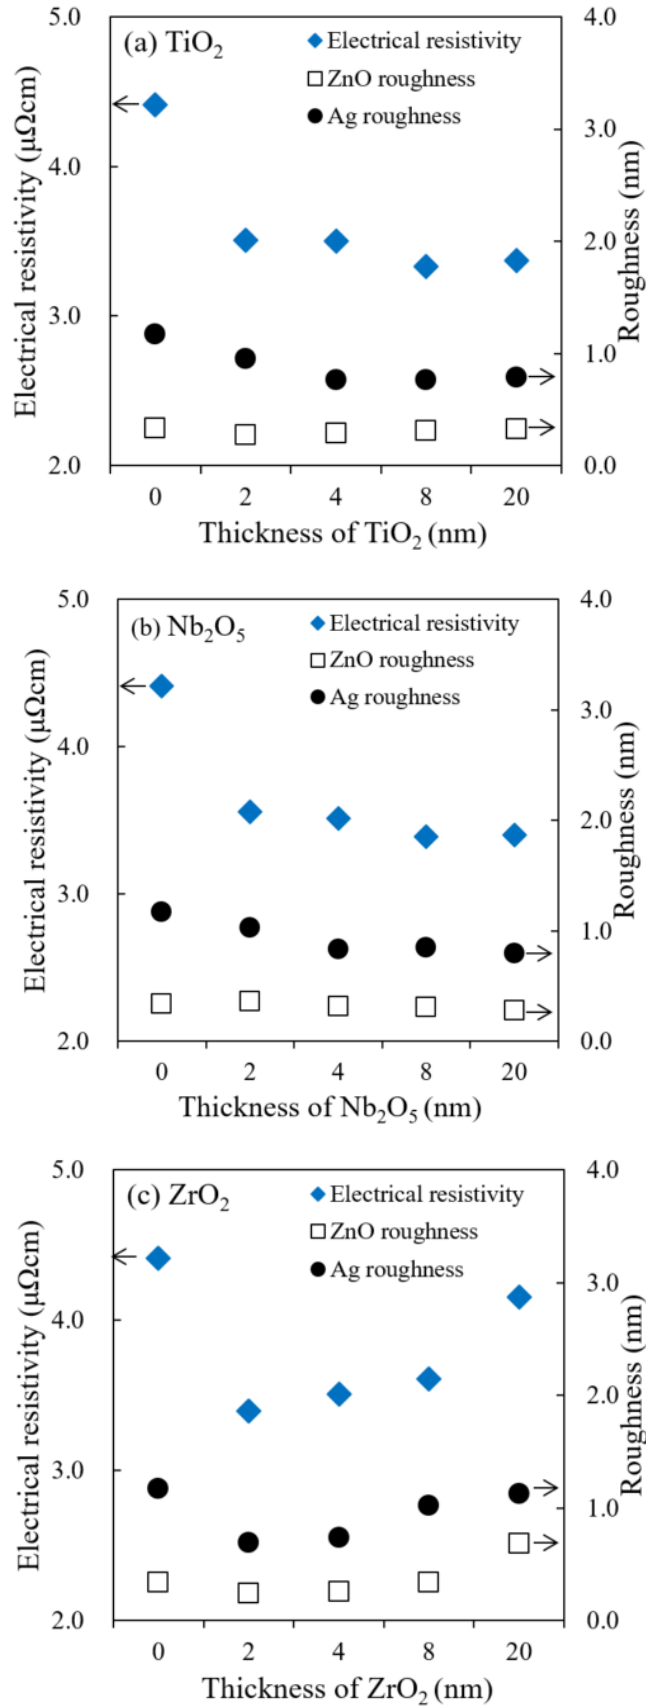 (a) TiO₂
Electrical resistivity
ZnO roughness
Ag roughness
5.0
4.0
3.0
2.0
4.0
3.0
2.0
1.0
0.0
Electrical resistivity (μΩcm)
Roughness (nm)
0 2 4 8 20
Thickness of TiO₂ (nm)
(b) Nb₂O₅
Electrical resistivity
ZnO roughness
Ag roughness
5.0
4.0
3.0
2.0
4.0
3.0
2.0
1.0
0.0
Electrical resistivity (μΩcm)
Roughness (nm)
0 2 4 8 20
Thickness of Nb₂O₅ (nm)
(c) ZrO₂
Electrical resistivity
ZnO roughness
Ag roughness
5.0
4.0
3.0
2.0
4.0
3.0
2.0
1.0
0.0
Electrical resistivity (μΩcm)
Roughness (nm)
0 2 4 8 20
Thickness of ZrO₂ (nm)